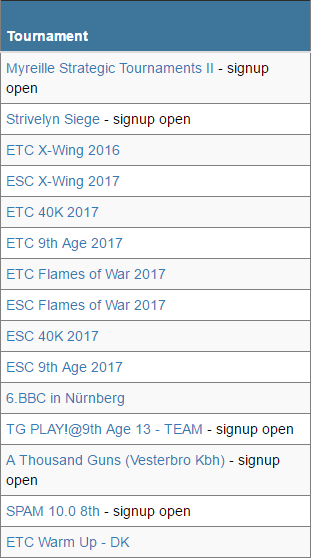 Tournament
Myreille Strategic Tournaments II - signup
open
Strivelyn Siege - signup open
ETC X-Wing 2016
ESC X-Wing 2017
ETC 40K 2017
ETC 9th Age 2017
ETC Flames of War 2017
ESC Flames of War 2017
ESC 40K 2017
ESC 9th Age 2017
6.BBC in Nürnberg
TG PLAY!@9th Age 13 - TEAM - signup open
A Thousand Guns (Vesterbro Kbh) - signup
open
SPAM 10.0 8th - signup open
ETC Warm Up - DK